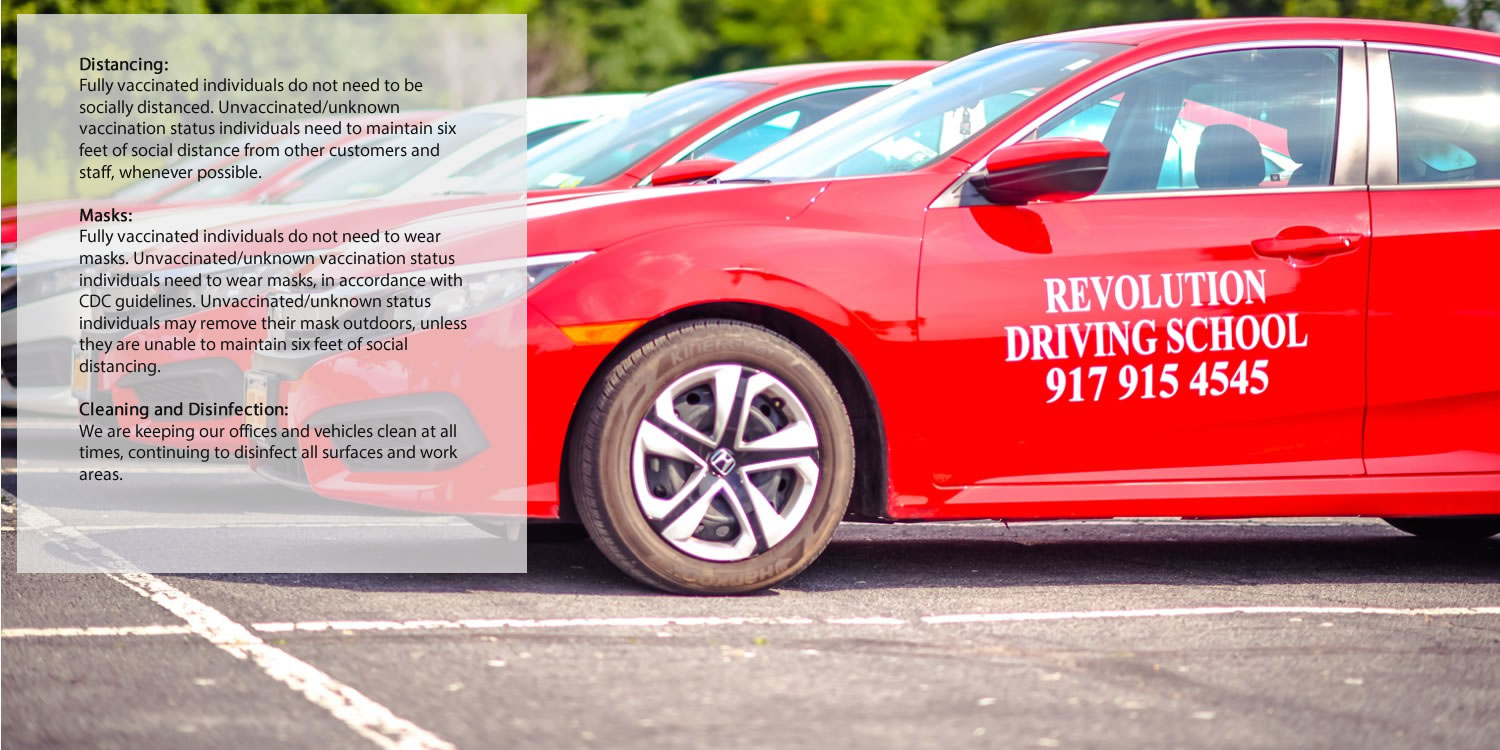 Distancing:
Fully vaccinated individuals do not need to be
socially distanced. Unvaccinated/unknown
vaccination status individuals need to maintain six
feet of social distance from other customers and
staff, whenever possible.
Masks:
Fully vaccinated individuals do not need to wear
masks. Unvaccinated/unknown vaccination status
individuals need to wear masks, in accordance with
CDC guidelines. Unvaccinated/unknown status
individuals may remove their mask outdoors, unless
they are unable to maintain six feet of social
distancing.
Cleaning and Disinfection:
We are keeping our offices and vehicles clean at all
times, continuing to disinfect all surfaces and work
areas.
REVOLUTION
DRIVING SCHOOL
917 915 4545